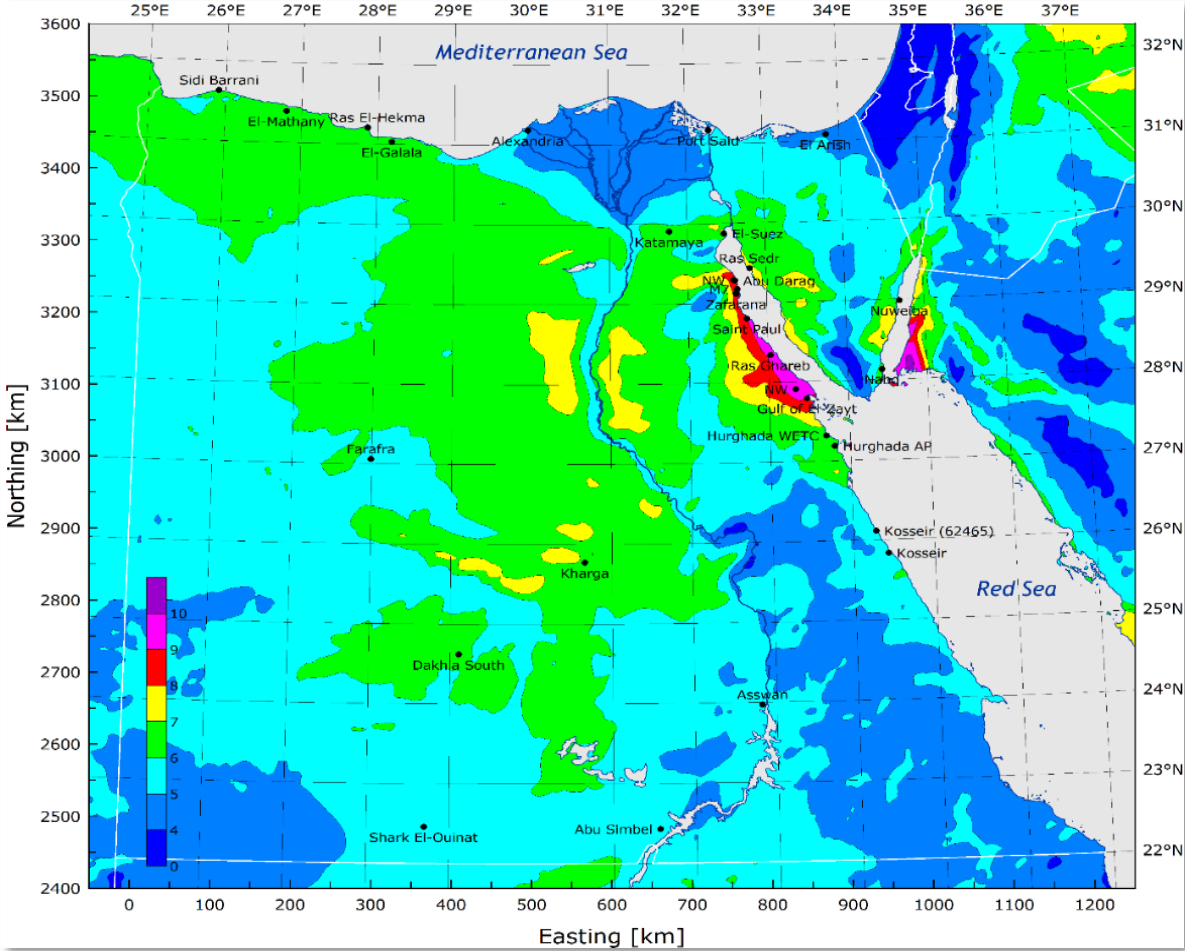 25°E 26°E 27°E 28°E 29°E 30°E 31°E 32°E 33°E 34°E 35°E 36°E 37°E
3600
Mediterranean Sea
32°N
Sidi Barrani
3500
El-Mathany
Ras El-Hekma
31°N
Alexandria
Port Said
El Arish
El-Galala
3400
30°N
3300
Katamaya
El-Suez
Ras Sedr
NW
Abu Darag
29°N
M7
Zafarana
Nuweiba
3200
Saint Paul
Ras Ghareb
28°N
Nabq
3100
NW
Gulf of El-Zayt
Hurghada WETC
Hurghada AP
27°N
Farafra
3000
Northing [km]
2900
Kosseir (62465)
26°N
Kosseir
Kharga
Red Sea
2800
25°N
10
9
8
7
6
5
4
0
Dakhla South
2700
Asswan
24°N
2600
23°N
2500
Shark El-Ouinat
Abu Simbel
22°N
2400
0 100 200 300 400 500 600 700 800 900 1000 1100 1200
Easting [km]